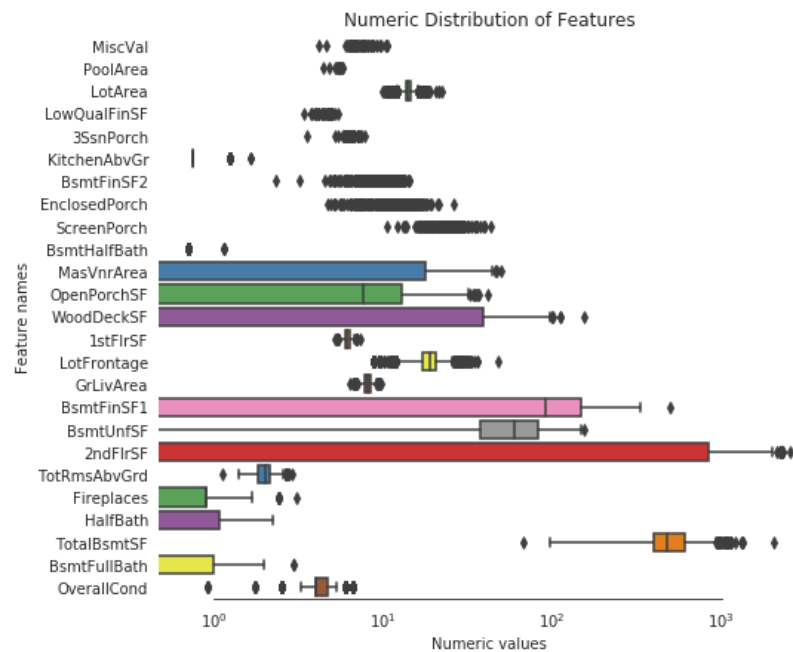 Numeric Distribution of Features
MiscVal
PoolArea
LotArea
LowQualFinSF
3SsnPorch
KitchenAbvGr
BsmtFinSF2
EnclosedPorch
ScreenPorch
BsmtHalfBath
MasVnrArea
OpenPorchSF
WoodDeckSF
1stFlrSF
LotFrontage
GrLivArea
BsmtFinSF1
BsmtUnfSF
2ndFlrSF
TotRmsAbvGrd
Fireplaces
HalfBath
TotalBsmtSF
BsmtFullBath
OverallCond
Feature names
10⁰ 10¹ 10² 10³
Numeric values